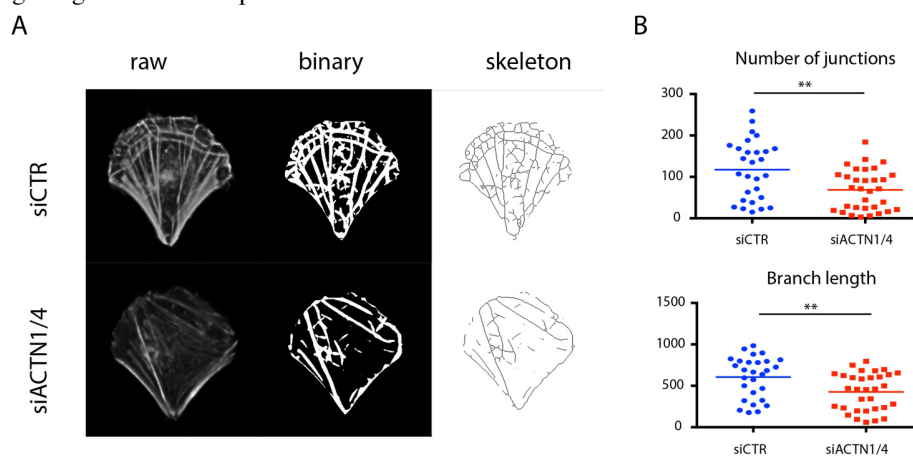 A
raw binary skeleton
siCTR
siACTN1/4
B
Number of junctions
**
300
200
100
0
siCTR siACTN1/4
Branch length
**
1500
1000
500
0
siCTR siACTN1/4